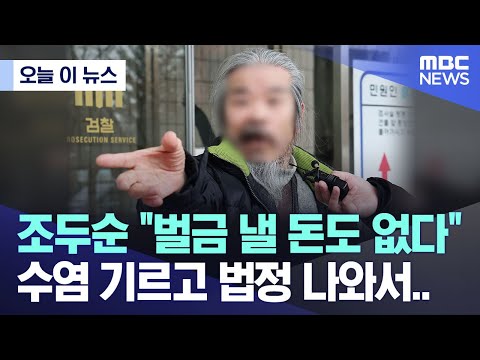 오늘 이 뉴스
MBC
NEWS
검찰
PROSECUTION SERVICE
민원인
조두순 "벌금 낼 돈도 없다"
수염 기르고 법정 나와서..